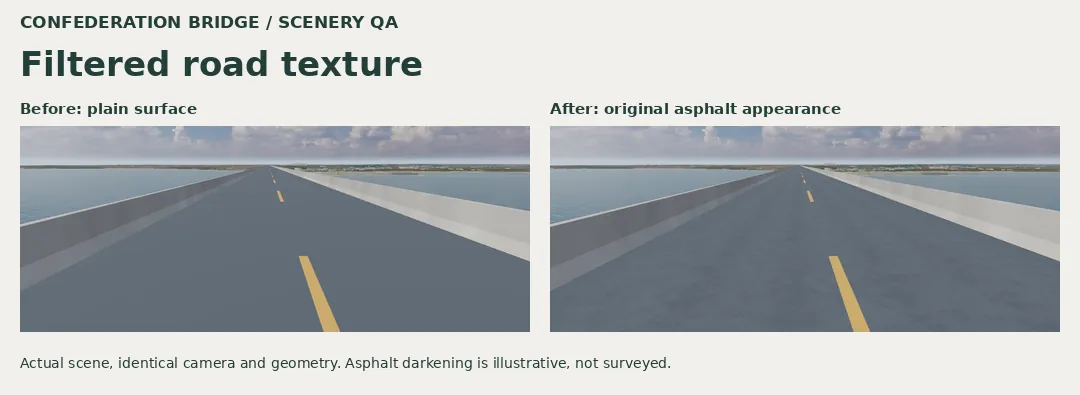 CONFEDERATION BRIDGE / SCENERY QA
Filtered road texture
Before: plain surface
After: original asphalt appearance
Actual scene, identical camera and geometry. Asphalt darkening is illustrative, not surveyed.